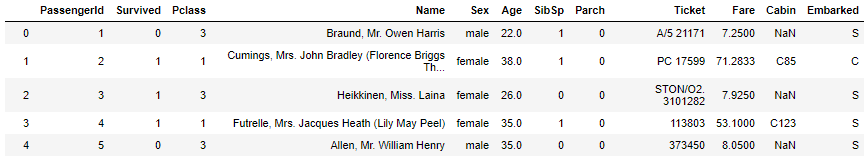 PassengerId Survived Pclass Name Sex Age SibSp Parch Ticket Fare Cabin Embarked
0 1 0 3 Braund, Mr. Owen Harris male 22.0 1 0 A/5 21171 7.2500 NaN S
1 2 1 1 Cumings, Mrs. John Bradley (Florence Briggs Th... female 38.0 1 0 PC 17599 71.2833 C85 C
2 3 1 3 Heikkinen, Miss. Laina female 26.0 0 0 STON/O2. 3101282 7.9250 NaN S
3 4 1 1 Futrelle, Mrs. Jacques Heath (Lily May Peel) female 35.0 1 0 113803 53.1000 C123 S
4 5 0 3 Allen, Mr. William Henry male 35.0 0 0 373450 8.0500 NaN S